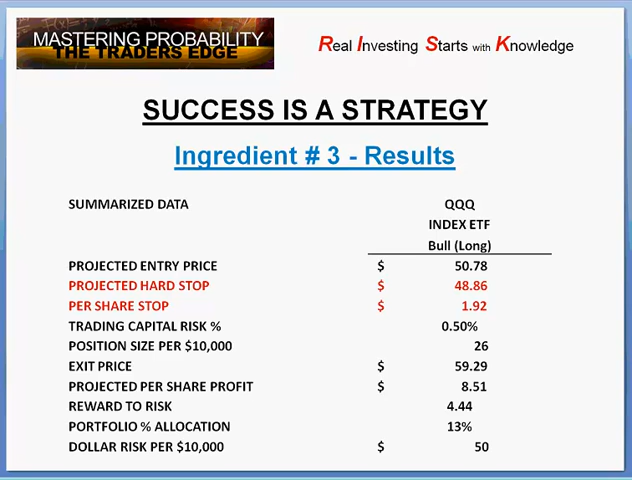 MASTERING PROBABILITY
THE TRADERS EDGE
Real Investing Starts with Knowledge
SUCCESS IS A STRATEGY
Ingredient # 3 - Results
SUMMARIZED DATA QQQ
INDEX ETF
Bull (Long)
PROJECTED ENTRY PRICE $ 50.78
PROJECTED HARD STOP $ 48.86
PER SHARE STOP $ 1.92
TRADING CAPITAL RISK % 0.50%
POSITION SIZE PER $10,000 26
EXIT PRICE $ 59.29
PROJECTED PER SHARE PROFIT $ 8.51
REWARD TO RISK 4.44
PORTFOLIO % ALLOCATION 13%
DOLLAR RISK PER $10,000 $ 50